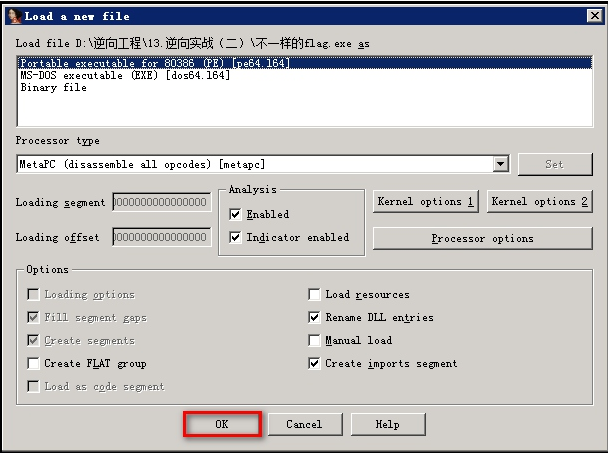 Load a new file
Load file D:\逆向工程\13.逆向实战（二）\不一样的flag.exe as
Portable executable for 80386 (PE) [pe64.l64]
MS-DOS executable (EXE) [dos64.l64]
Binary file
Processor type
MetaPC (disassemble all opcodes) [metapc]
Set
Loading segment 0000000000000000
Loading offset 0000000000000000
Analysis
Enabled
Indicator enabled
Kernel options 1
Kernel options 2
Processor options
Options
Loading options
Fill segment gaps
Create segments
Create FLAT group
Load as code segment
Load resources
Rename DLL entries
Manual load
Create imports segment
OK
Cancel
Help